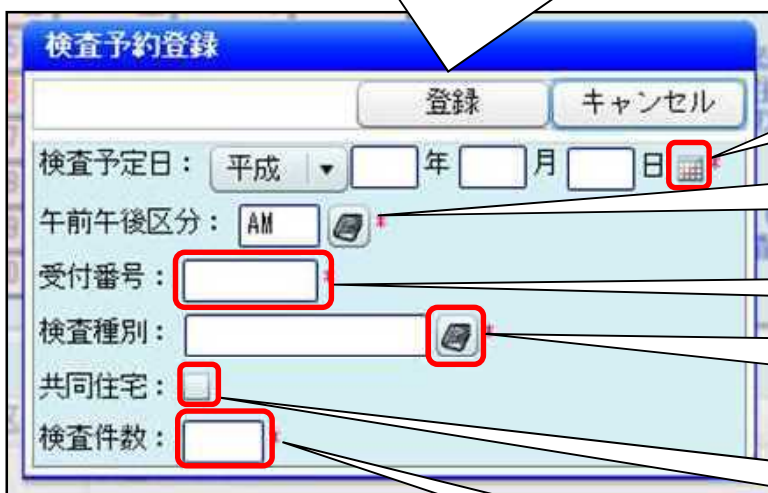 検査予約登録
登録 キャンセル
検査予定日： 平成 ▼ 年 月 日 *
午前午後区分： AM *
受付番号： *
検査種別： *
共同住宅：
検査件数： *